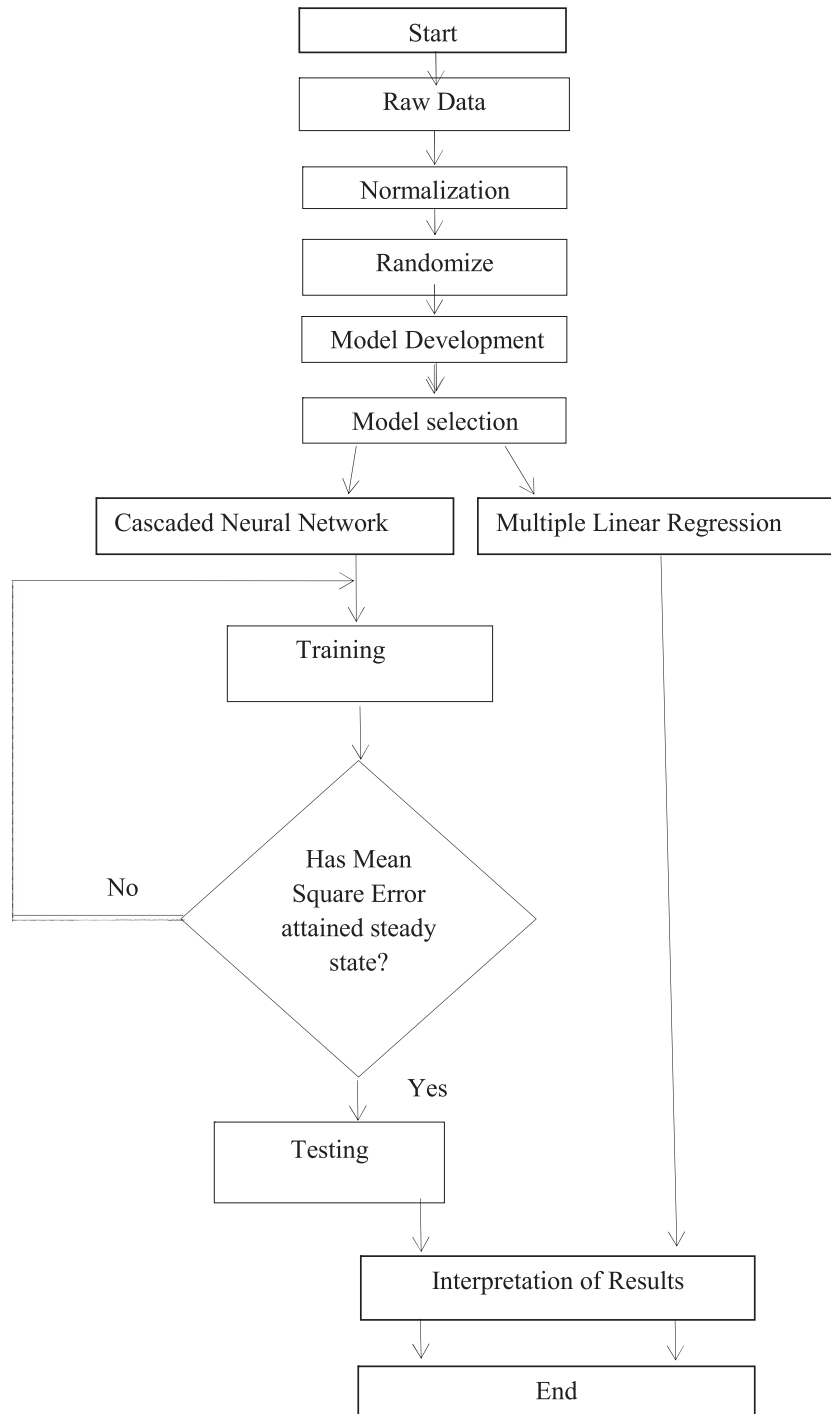 Start
Raw Data
Normalization
Randomize
Model Development
Model selection
Cascaded Neural Network
Multiple Linear Regression
Training
Has Mean
Square Error
attained steady
state?
No
Yes
Testing
Interpretation of Results
End